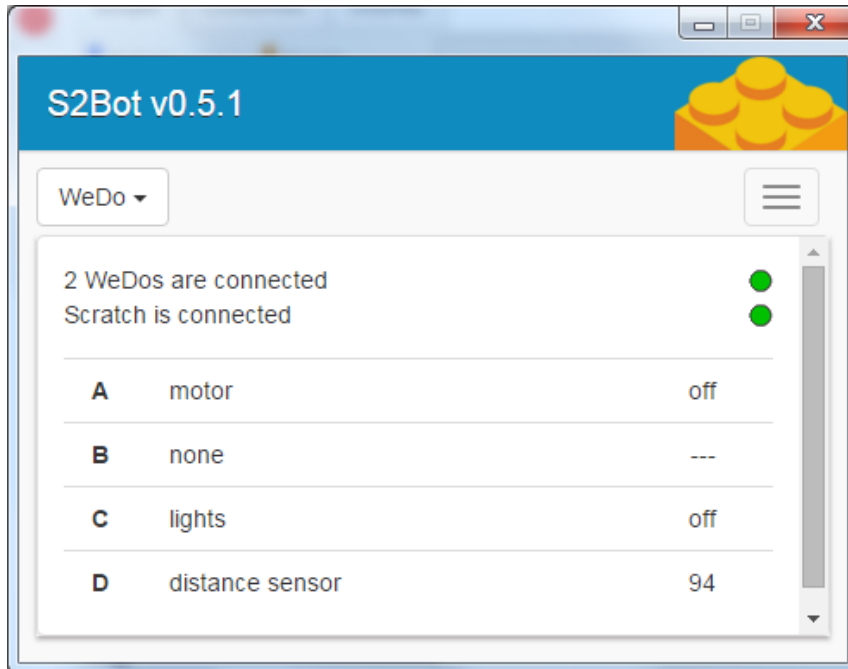 S2Bot v0.5.1
WeDo
2 WeDos are connected
Scratch is connected
A motor off
B none ---
C lights off
D distance sensor 94